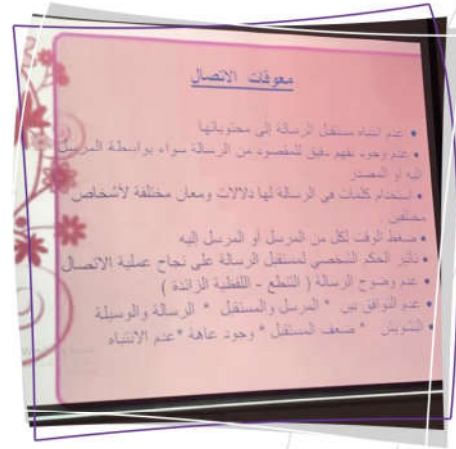 معوقات الاتصال
• عدم انتباه مستقبل الرسالة إلى محتوياتها
• عدم وجود تفهم دقيق للمقصود من الرسالة سواء بواسطة المرسل
إليه أو المصدر
• استخدام كلمات في الرسالة لها دلالات ومعان مختلفة لأشخاص
مختلفين .
• ضغط الوقت لكل من المرسل أو المرسل إليه
• تأثير الحكم الشخصي لمستقبل الرسالة على نجاح عملية الاتصال
• عدم وضوح الرسالة ( التنطع - اللفظية الزائدة )
• عدم التوافق بين * المرسل والمستقبل * الرسالة والوسيلة
• التشويش * ضعف المستقبل * وجود عاهة * عدم الانتباه